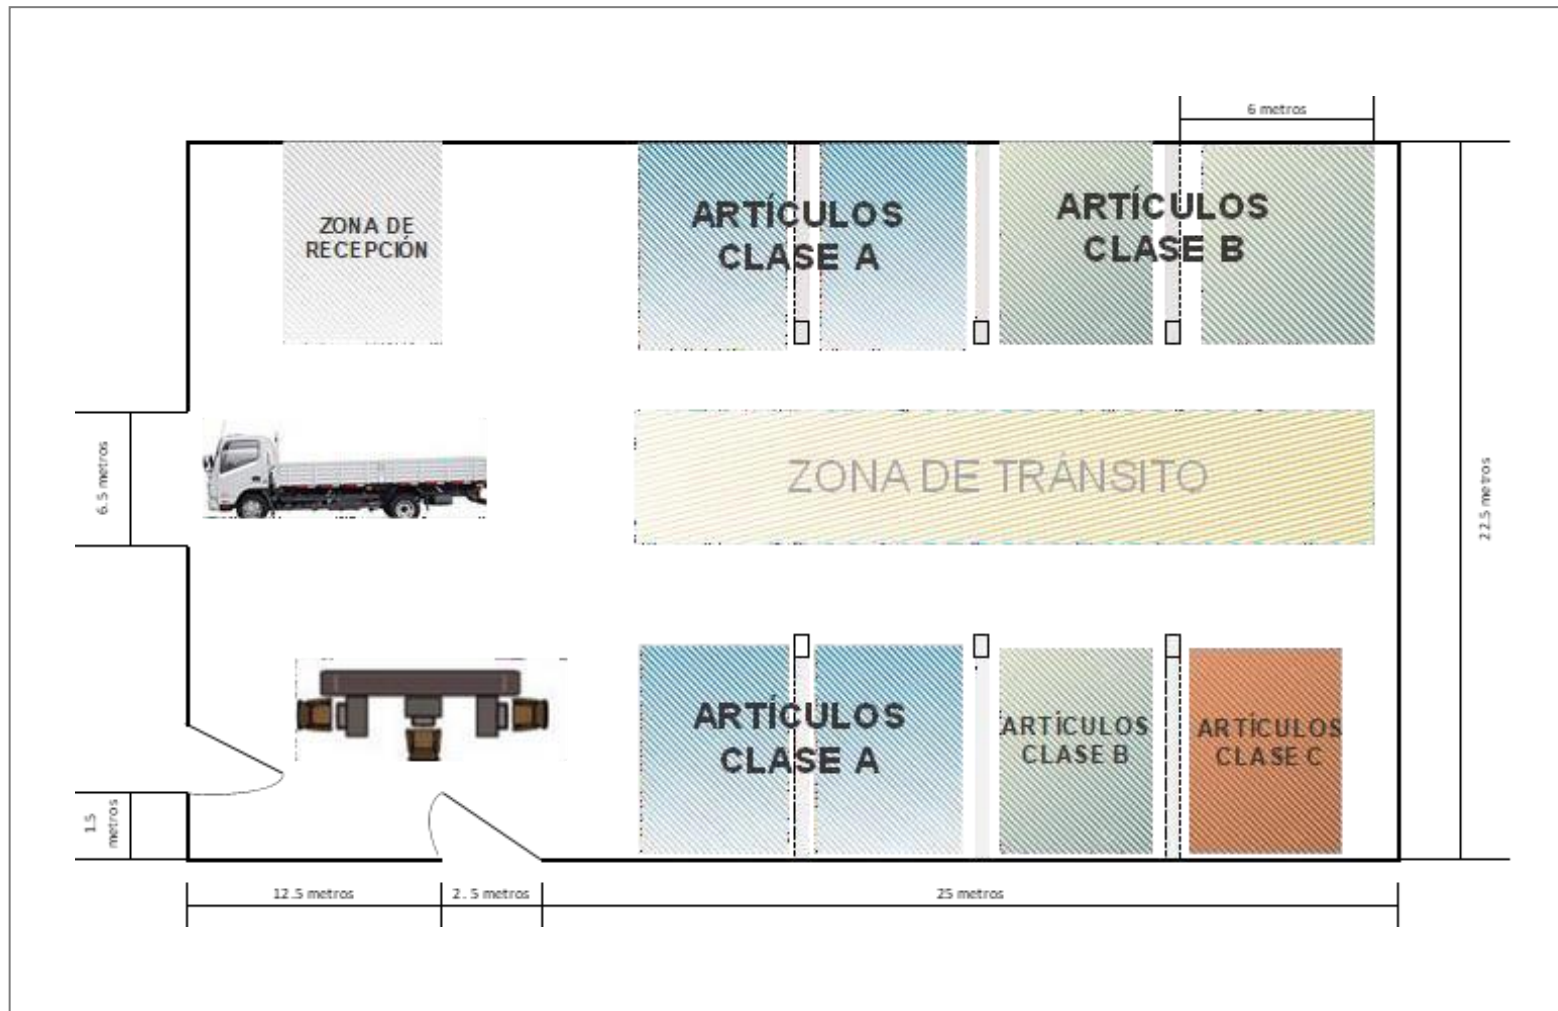 6 metros
ZONA DE
RECEPCIÓN
ARTÍCULOS
CLASE A
ARTÍCULOS
CLASE B
6.5 metros
ZONA DE TRÁNSITO
22.5 metros
ARTÍCULOS
CLASE A
ARTÍCULOS
CLASE B
ARTÍCULOS
CLASE C
1.5
metros
12.5 metros
2. 5 metros
25 metros